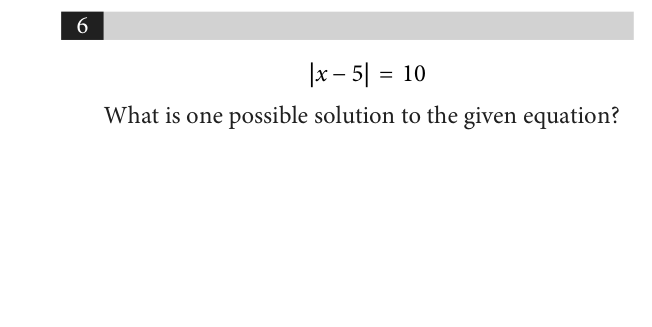 6
|x – 5| = 10
What is one possible solution to the given equation?